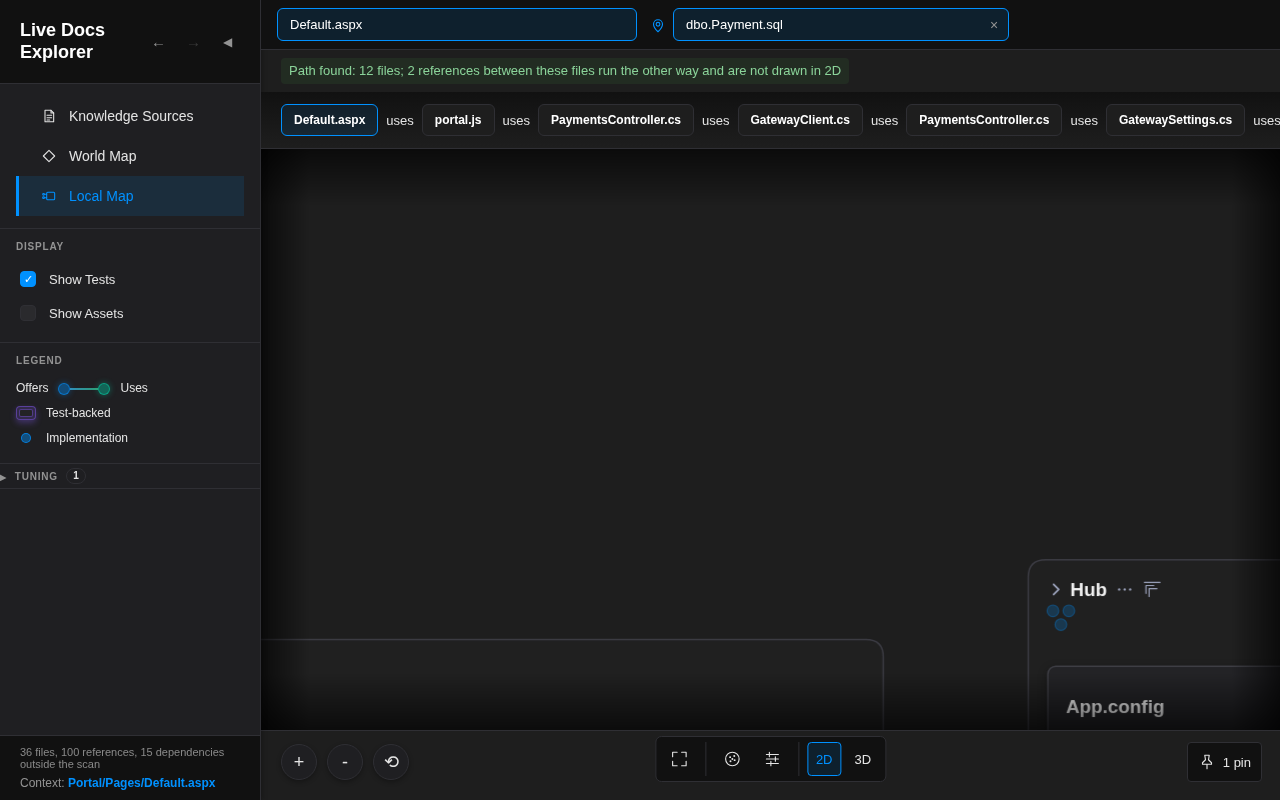 Live Docs
Explorer
← → ◀
Default.aspx
dbo.Payment.sql ×
Path found: 12 files; 2 references between these files run the other way and are not drawn in 2D
Default.aspx uses portal.js uses PaymentsController.cs uses GatewayClient.cs uses PaymentsController.cs uses GatewaySettings.cs uses
Knowledge Sources
World Map
Local Map
DISPLAY
Show Tests
Show Assets
LEGEND
Offers Uses
Test-backed
Implementation
TUNING 1
Hub ···
App.config
36 files, 100 references, 15 dependencies
outside the scan
Context: Portal/Pages/Default.aspx
+ - ⟲
2D 3D
1 pin